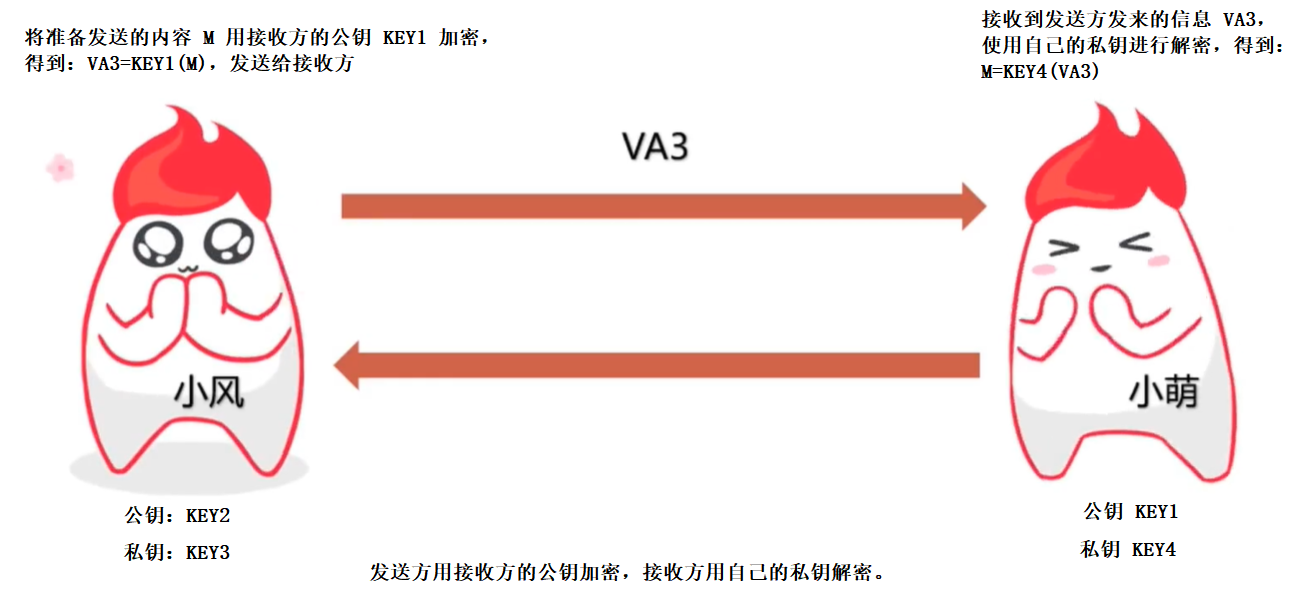 将准备发送的内容 M 用接收方的公钥 KEY1 加密，
得到：VA3=KEY1(M)，发送给接收方
接收到发送方发来的信息 VA3，
使用自己的私钥进行解密，得到：
M=KEY4(VA3)
VA3
小风
小萌
公钥：KEY2
私钥：KEY3
公钥 KEY1
私钥 KEY4
发送方用接收方的公钥加密，接收方用自己的私钥解密。